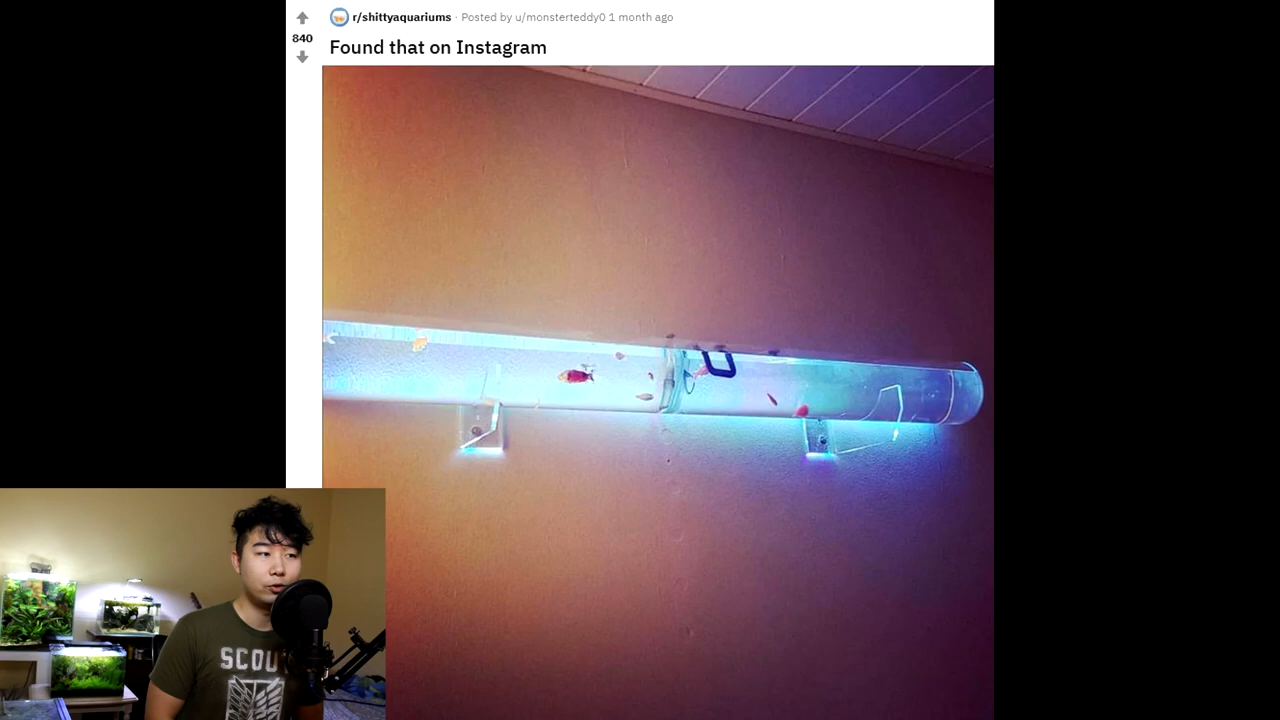 r/shittyaquariums · Posted by u/monsterteddy0 1 month ago
840
Found that on Instagram
SCOU